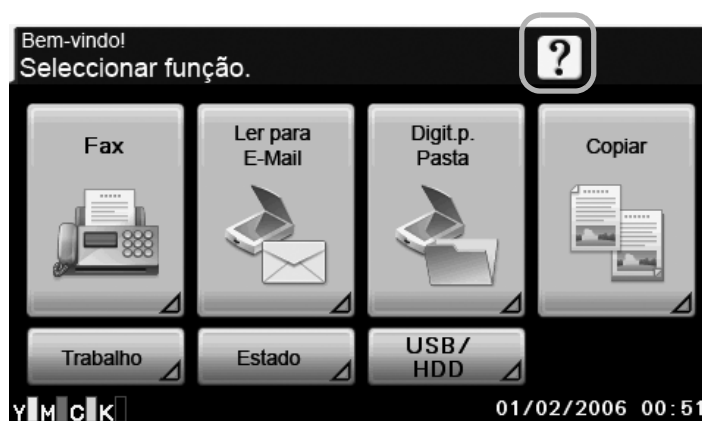 Bem-vindo!
Seleccionar função.
?
Fax
Ler para
E-Mail
Digit.p.
Pasta
Copiar
Trabalho
Estado
USB/
HDD
Y M C K
01/02/2006 00:51